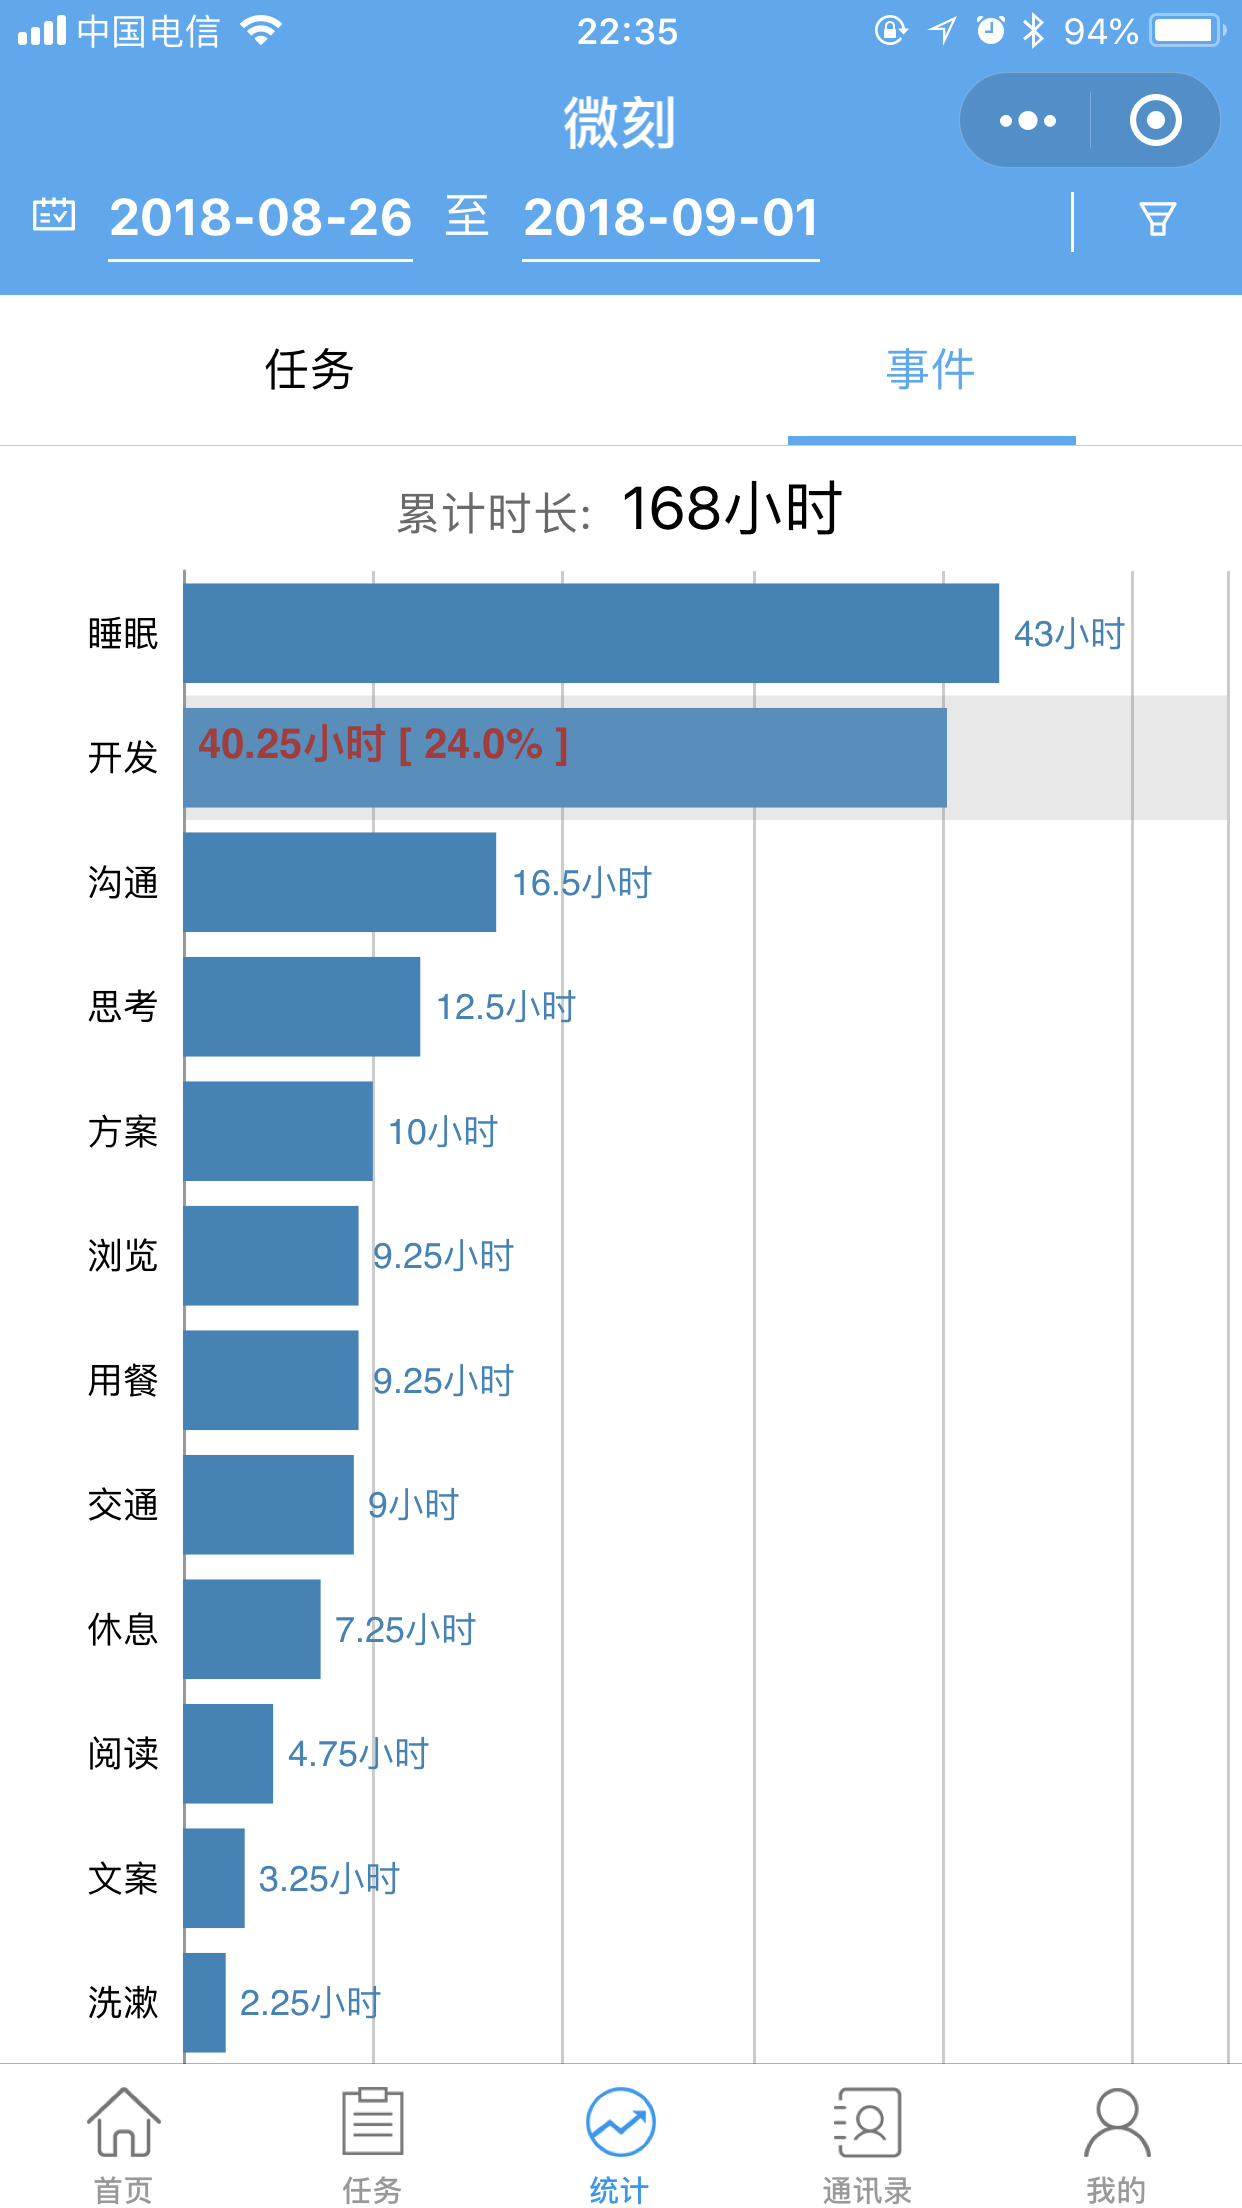 中国电信 22:35 94%
微刻
2018-08-26 至 2018-09-01
任务 事件
累计时长: 168小时
睡眠 43小时
开发 40.25小时 [ 24.0% ]
沟通 16.5小时
思考 12.5小时
方案 10小时
浏览 9.25小时
用餐 9.25小时
交通 9小时
休息 7.25小时
阅读 4.75小时
文案 3.25小时
洗漱 2.25小时
首页 任务 统计 通讯录 我的